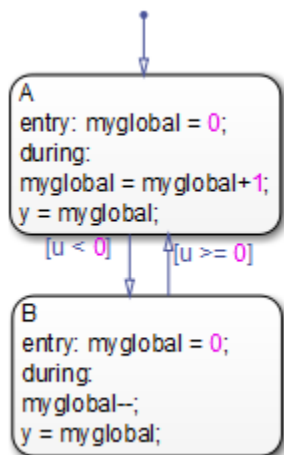 A
entry: myglobal = 0;
during:
myglobal = myglobal+1;
y = myglobal;
[u < 0]
[u >= 0]
B
entry: myglobal = 0;
during:
myglobal--;
y = myglobal;